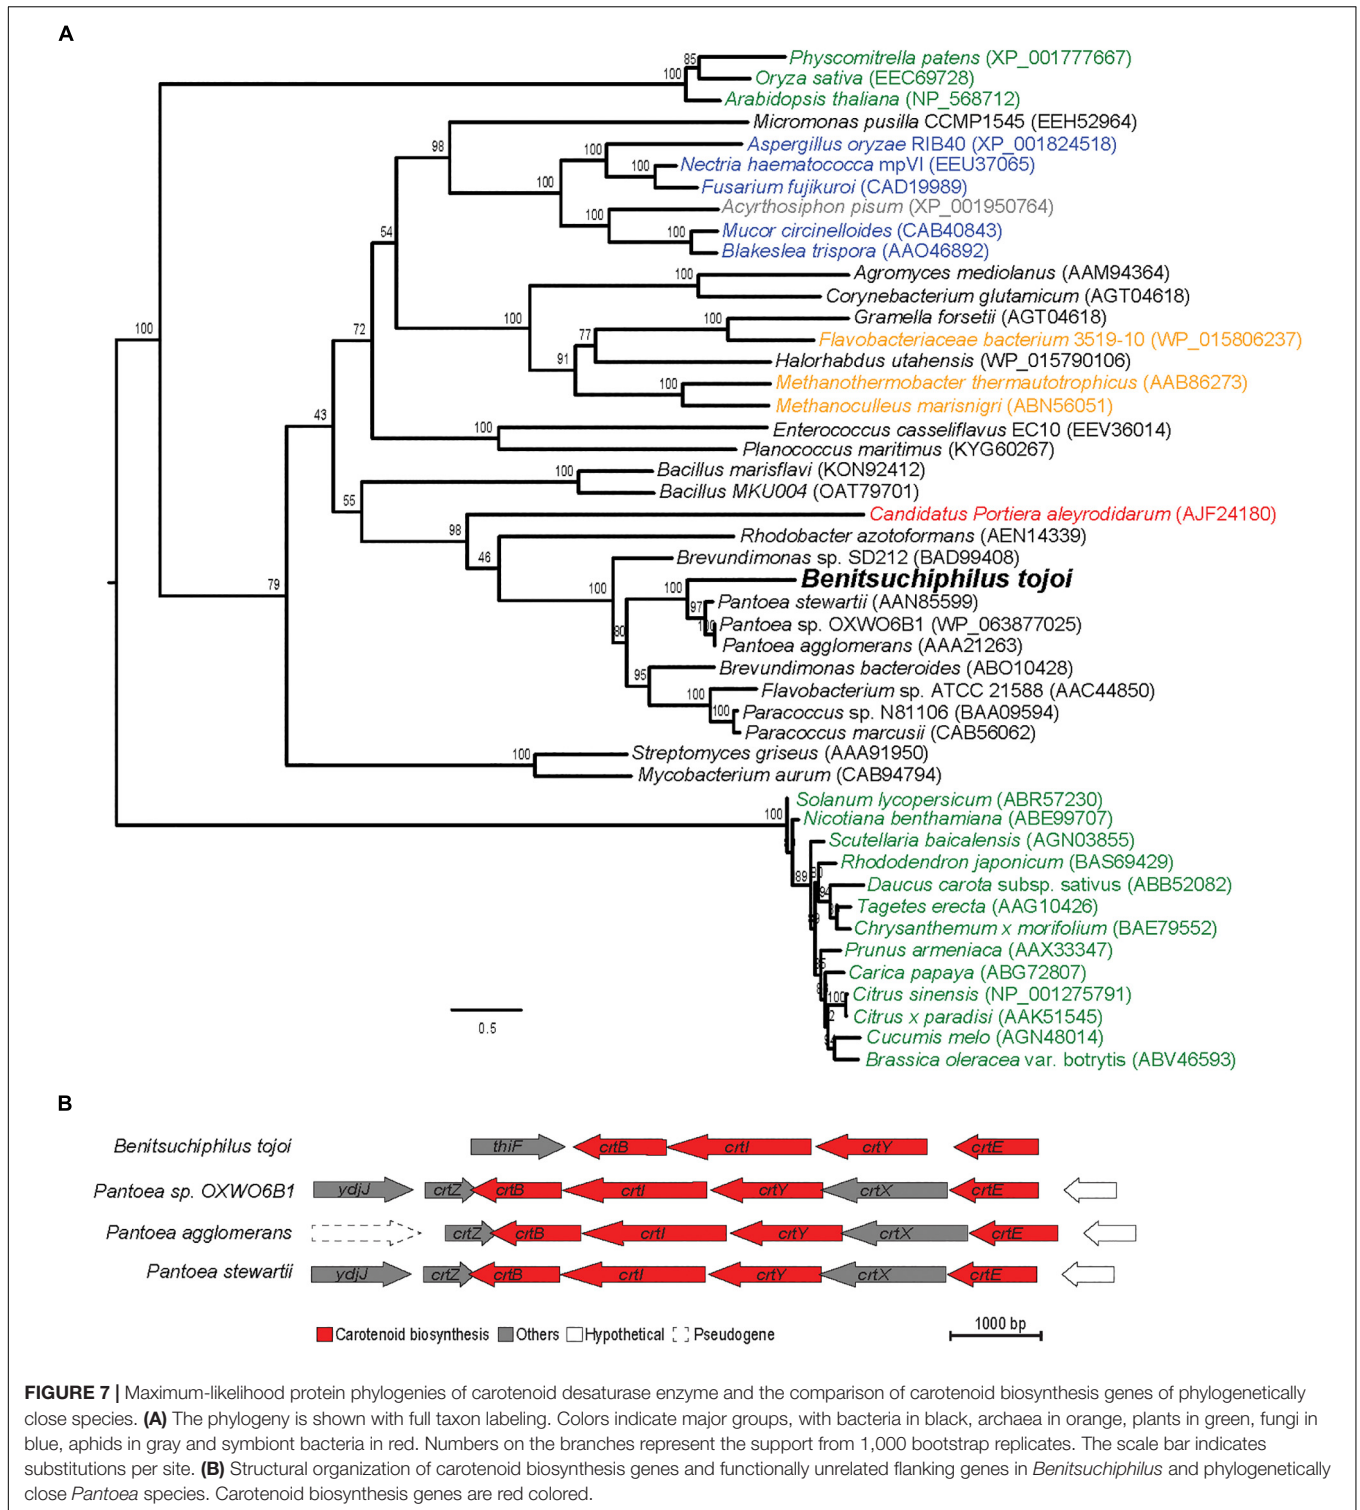 A
85
Physcomitrella patens (XP_001777667)
100
Oryza sativa (EEC69728)
Arabidopsis thaliana (NP_568712)
Micromonas pusilla CCMP1545 (EEH52964)
98
100
Aspergillus oryzae RIB40 (XP_001824518)
100
Nectria haematococca mpVI (EEU37065)
100
Fusarium fujikuroi (CAD19989)
100
Acyrthosiphon pisum (XP_001950764)
54
100
Mucor circinelloides (CAB40843)
Blakeslea trispora (AAO46892)
100
Agromyces mediolanus (AAM94364)
Corynebacterium glutamicum (AGT04618)
100
72
100
77
100
Gramella forsetii (AGT04618)
Flavobacteriaceae bacterium 3519-10 (WP_015806237)
91
Halorhabdus utahensis (WP_015790106)
100
Methanothermobacter thermautotrophicus (AAB86273)
Methanoculleus marisnigri (ABN56051)
43
100
Enterococcus casseliflavus EC10 (EEV36014)
Planococcus maritimus (KYG60267)
100
Bacillus marisflavi (KON92412)
Bacillus MKU004 (OAT79701)
55
Candidatus Portiera aleyrodidarum (AJF24180)
98
Rhodobacter azotoformans (AEN14339)
46
Brevundimonas sp. SD212 (BAD99408)
79
100
100
Benitsuchiphilus tojoi
97
Pantoea stewartii (AAN85599)
80
100
Pantoea sp. OXWO6B1 (WP_063877025)
Pantoea agglomerans (AAA21263)
95
Brevundimonas bacteroides (ABO10428)
100
Flavobacterium sp. ATCC 21588 (AAC44850)
100
Paracoccus sp. N81106 (BAA09594)
Paracoccus marcusii (CAB56062)
100
Streptomyces griseus (AAA91950)
Mycobacterium aurum (CAB94794)
100
Solanum lycopersicum (ABR57230)
Nicotiana benthamiana (ABE99707)
Scutellaria baicalensis (AGN03855)
89
Rhododendron japonicum (BAS69429)
94
Daucus carota subsp. sativus (ABB52082)
Tagetes erecta (AAG10426)
Chrysanthemum x morifolium (BAE79552)
Prunus armeniaca (AAX33347)
Carica papaya (ABG72807)
100
Citrus sinensis (NP_001275791)
Citrus x paradisi (AAK51545)
Cucumis melo (AGN48014)
Brassica oleracea var. botrytis (ABV46593)
0.5
B
Benitsuchiphilus tojoi thiF crtB crtI crtY crtE
Pantoea sp. OXWO6B1 ydjJ crtZ crtB crtI crtY crtX crtE
Pantoea agglomerans crtZ crtB crtI crtY crtX crtE
Pantoea stewartii ydjJ crtZ crtB crtI crtY crtX crtE
Carotenoid biosynthesis Others Hypothetical Pseudogene
1000 bp
FIGURE 7 | Maximum-likelihood protein phylogenies of carotenoid desaturase enzyme and the comparison of carotenoid biosynthesis genes of phylogenetically
close species. (A) The phylogeny is shown with full taxon labeling. Colors indicate major groups, with bacteria in black, archaea in orange, plants in green, fungi in
blue, aphids in gray and symbiont bacteria in red. Numbers on the branches represent the support from 1,000 bootstrap replicates. The scale bar indicates
substitutions per site. (B) Structural organization of carotenoid biosynthesis genes and functionally unrelated flanking genes in Benitsuchiphilus and phylogenetically
close Pantoea species. Carotenoid biosynthesis genes are red colored.